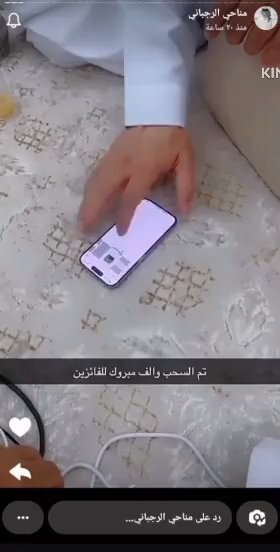 مناحي الرجباني
منذ ٢٠ ساعة
KIN
تم السحب والف مبروك للفائزين
رد على مناحي الرجباني...